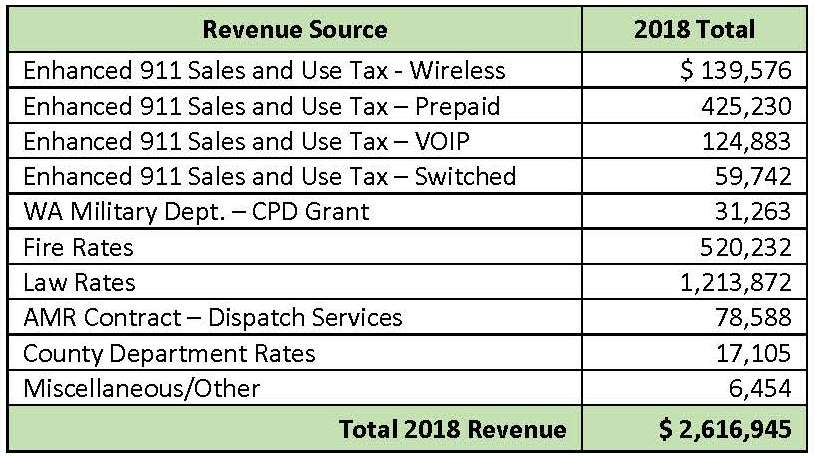 Revenue Source 2018 Total
Enhanced 911 Sales and Use Tax - Wireless $ 139,576
Enhanced 911 Sales and Use Tax – Prepaid 425,230
Enhanced 911 Sales and Use Tax – VOIP 124,883
Enhanced 911 Sales and Use Tax – Switched 59,742
WA Military Dept. – CPD Grant 31,263
Fire Rates 520,232
Law Rates 1,213,872
AMR Contract – Dispatch Services 78,588
County Department Rates 17,105
Miscellaneous/Other 6,454
Total 2018 Revenue $ 2,616,945